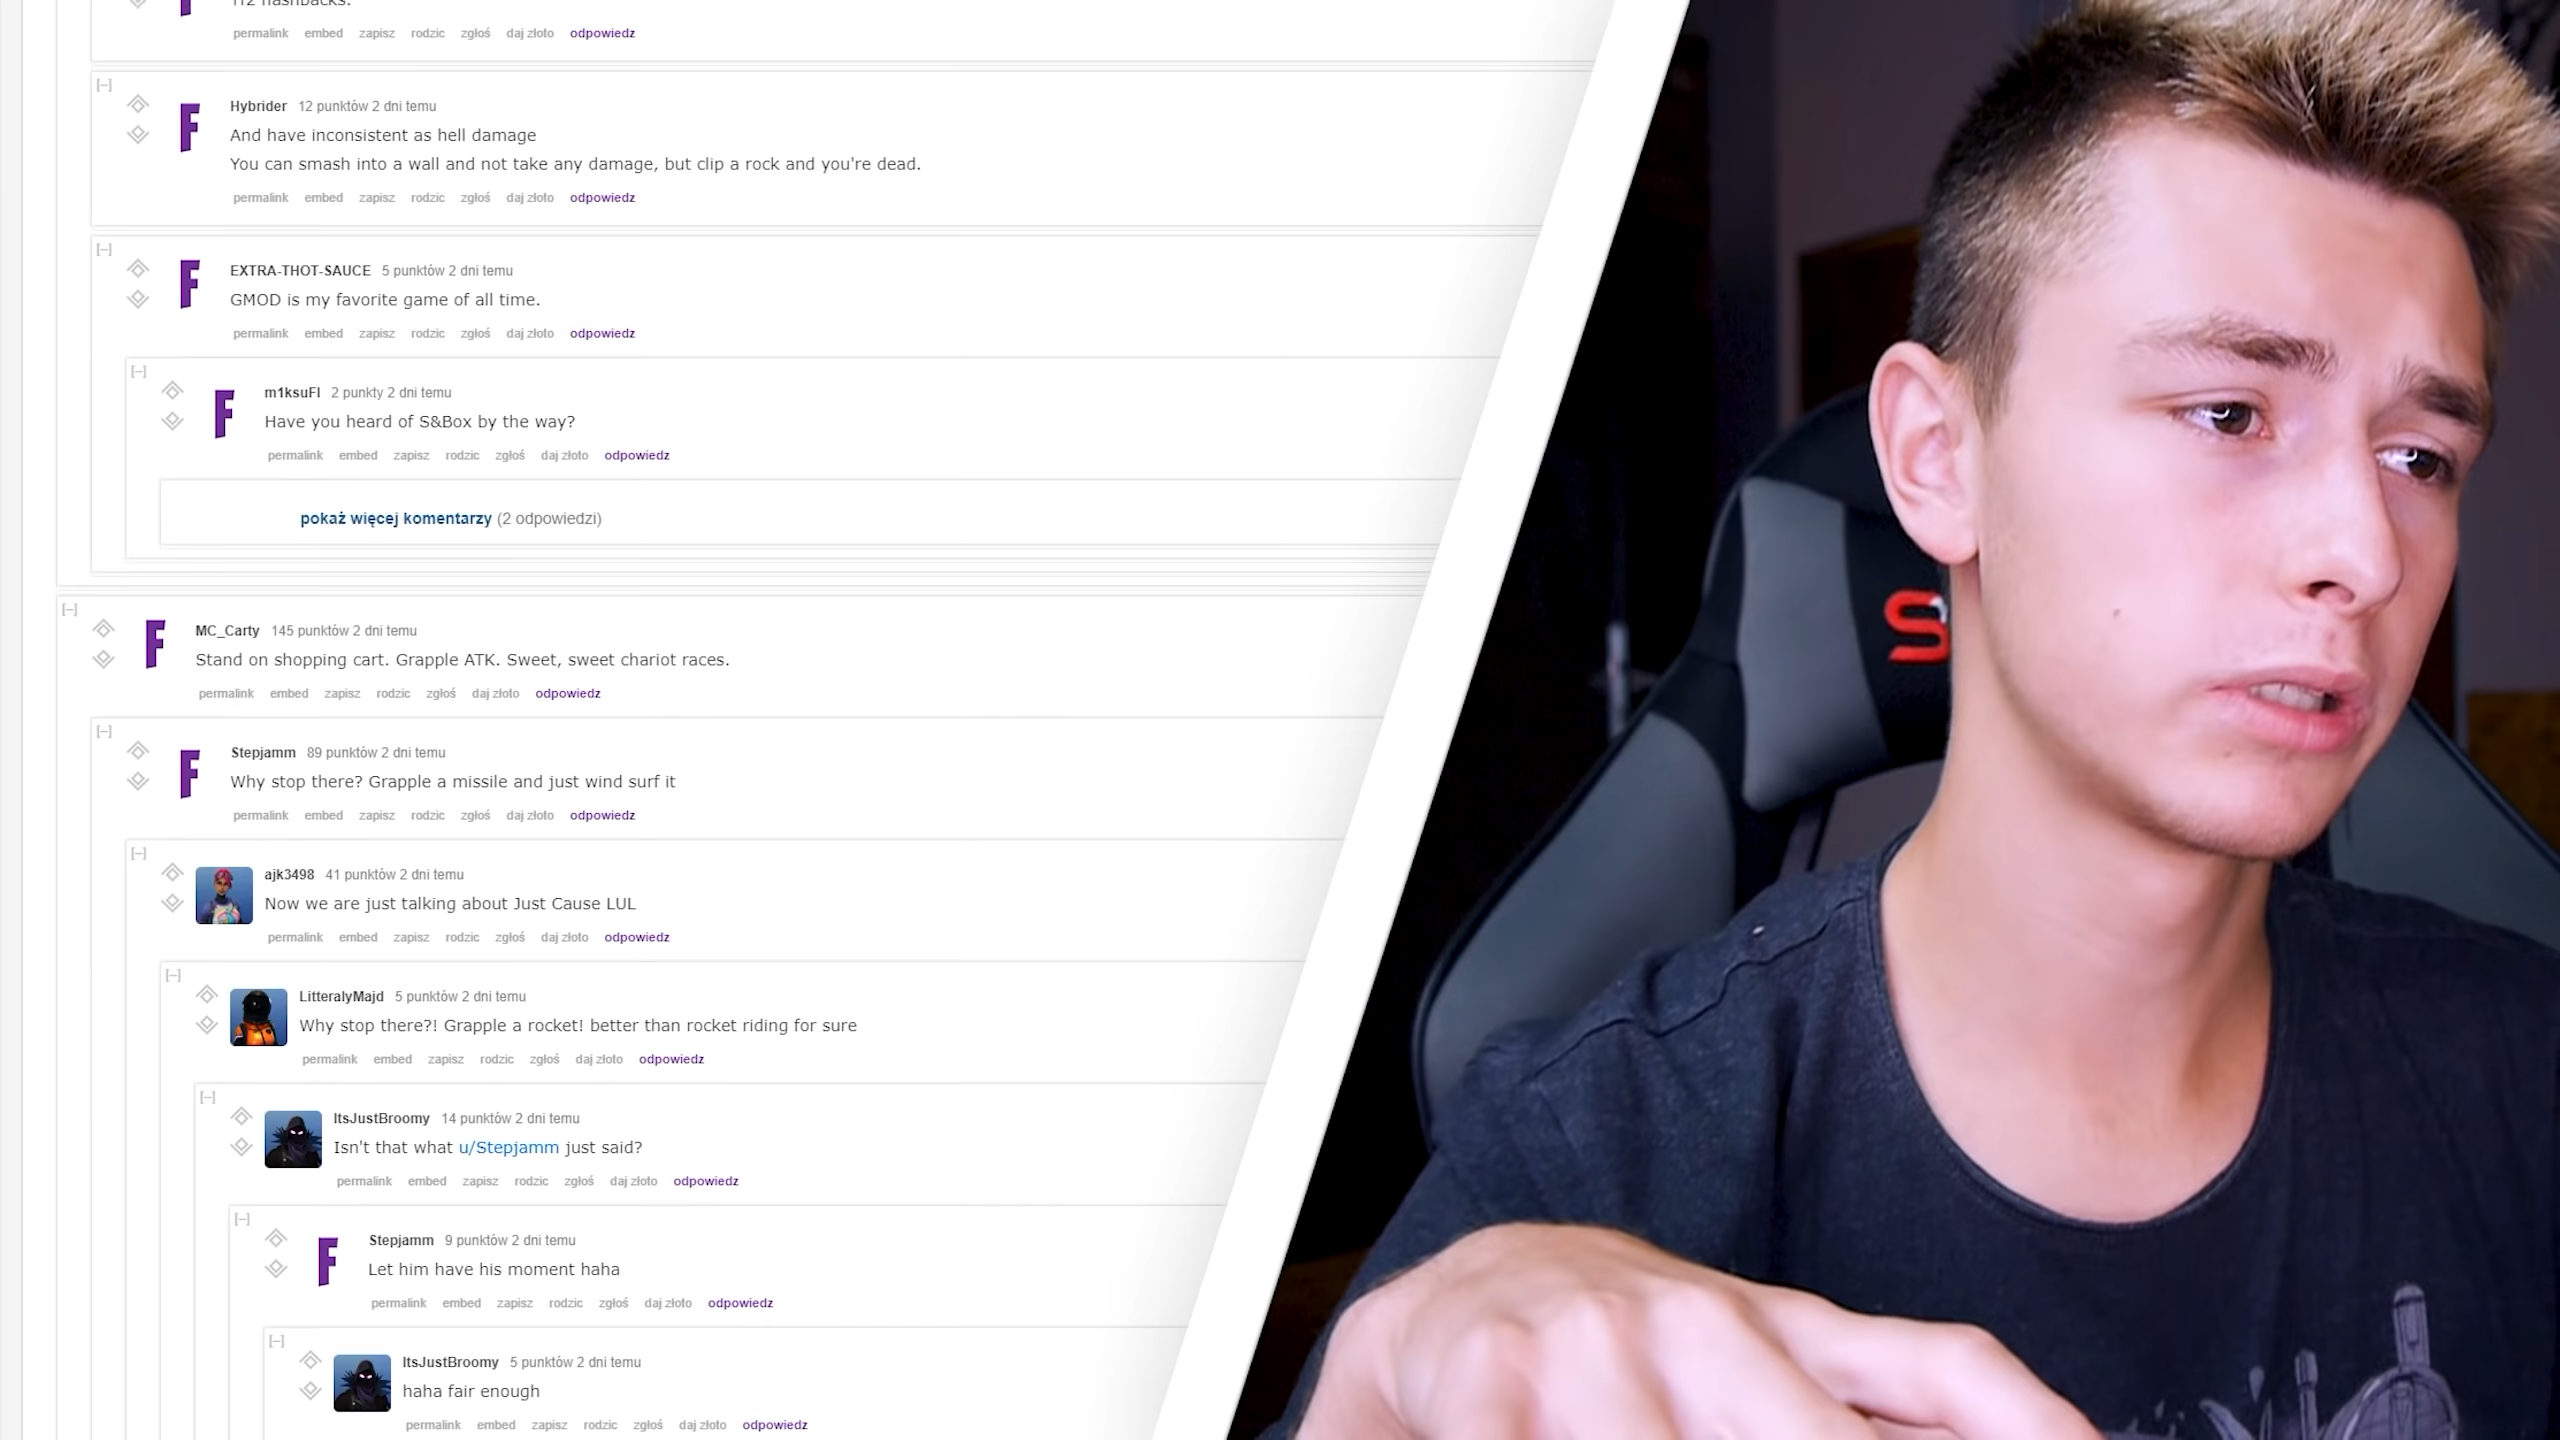 112 flashbacks.
permalink embed zapisz rodzic zgłoś daj złoto odpowiedz
[–]
Hybrider 12 punktów 2 dni temu
And have inconsistent as hell damage
You can smash into a wall and not take any damage, but clip a rock and you're dead.
permalink embed zapisz rodzic zgłoś daj złoto odpowiedz
[–]
EXTRA-THOT-SAUCE 5 punktów 2 dni temu
GMOD is my favorite game of all time.
permalink embed zapisz rodzic zgłoś daj złoto odpowiedz
[–]
m1ksuFI 2 punkty 2 dni temu
Have you heard of S&Box by the way?
permalink embed zapisz rodzic zgłoś daj złoto odpowiedz
pokaż więcej komentarzy (2 odpowiedzi)
[–]
MC_Carty 145 punktów 2 dni temu
Stand on shopping cart. Grapple ATK. Sweet, sweet chariot races.
permalink embed zapisz rodzic zgłoś daj złoto odpowiedz
[–]
Stepjamm 89 punktów 2 dni temu
Why stop there? Grapple a missile and just wind surf it
permalink embed zapisz rodzic zgłoś daj złoto odpowiedz
[–]
ajk3498 41 punktów 2 dni temu
Now we are just talking about Just Cause LUL
permalink embed zapisz rodzic zgłoś daj złoto odpowiedz
[–]
LitteralyMajd 5 punktów 2 dni temu
Why stop there?! Grapple a rocket! better than rocket riding for sure
permalink embed zapisz rodzic zgłoś daj złoto odpowiedz
[–]
ItsJustBroomy 14 punktów 2 dni temu
Isn't that what u/Stepjamm just said?
permalink embed zapisz rodzic zgłoś daj złoto odpowiedz
[–]
Stepjamm 9 punktów 2 dni temu
Let him have his moment haha
permalink embed zapisz rodzic zgłoś daj złoto odpowiedz
[–]
ItsJustBroomy 5 punktów 2 dni temu
haha fair enough
permalink embed zapisz rodzic zgłoś daj złoto odpowiedz